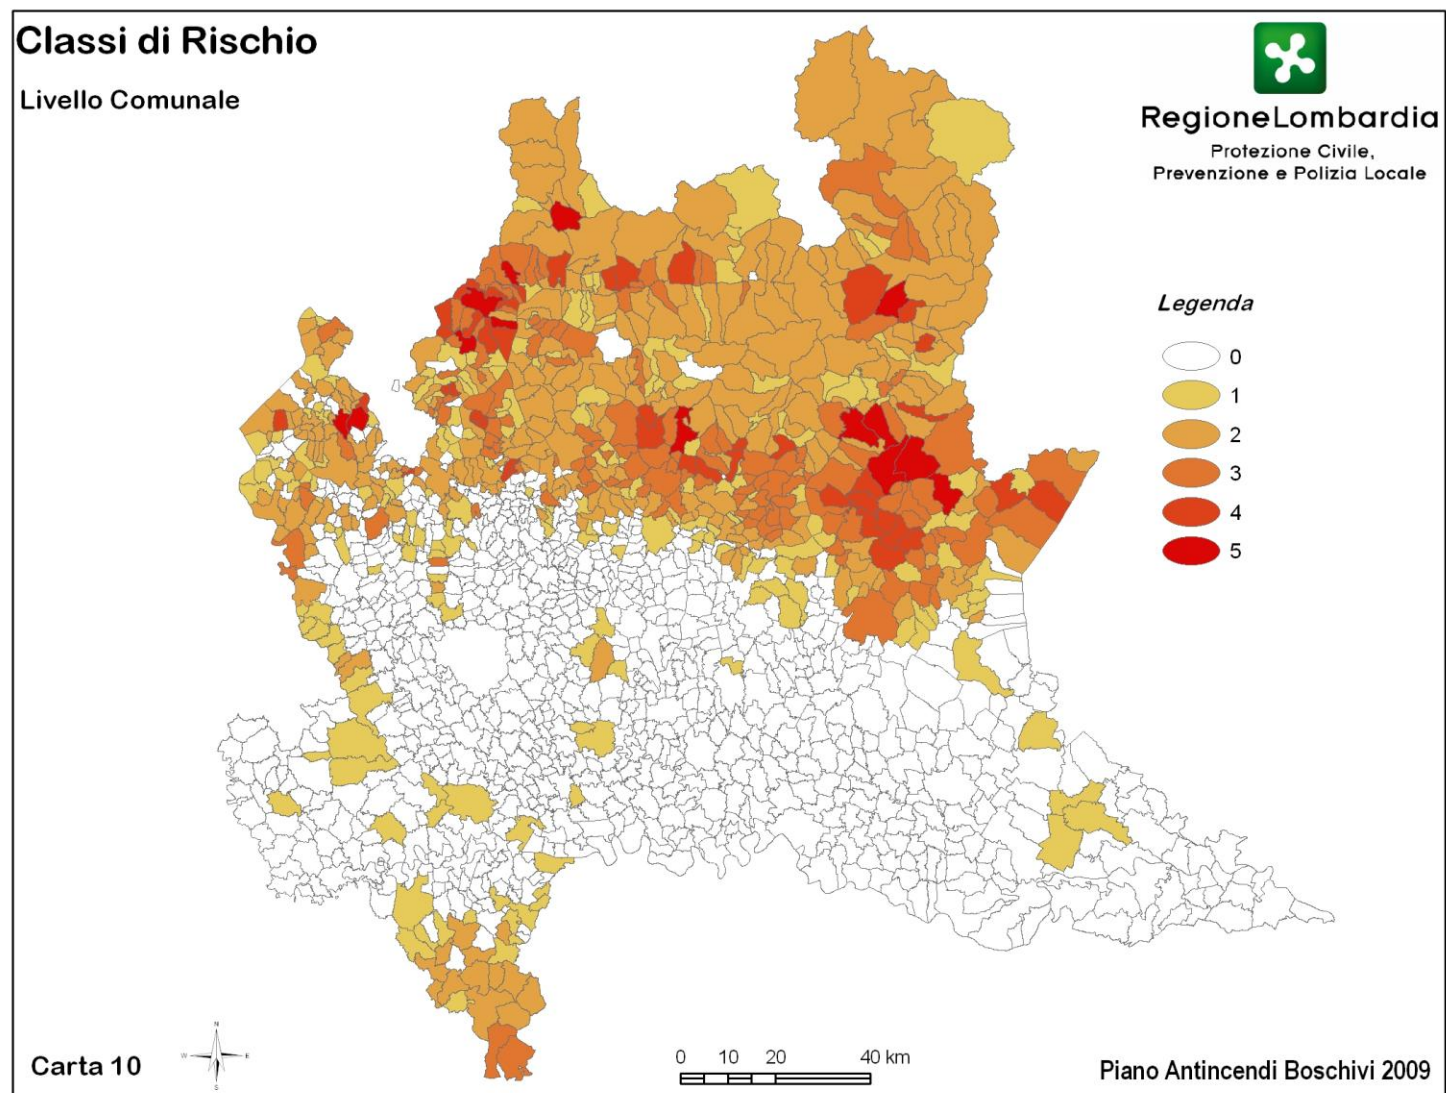 Classi di Rischio
Livello Comunale
RegioneLombardia
Protezione Civile,
Prevenzione e Polizia Locale
Legenda
0
1
2
3
4
5
N
W
E
S
Carta 10
0 10 20 40 km
Piano Antincendi Boschivi 2009